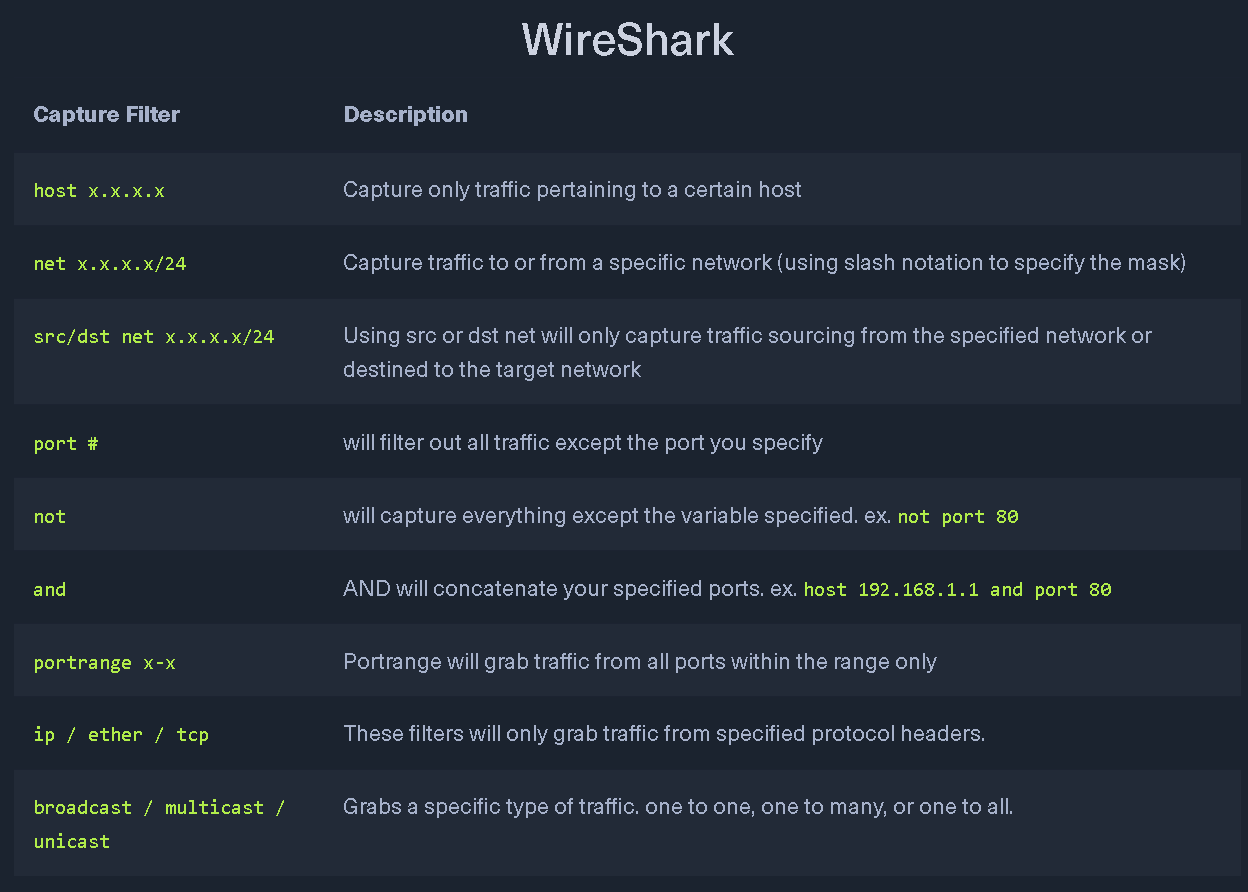 WireShark
Capture Filter Description
host x.x.x.x Capture only traffic pertaining to a certain host
net x.x.x.x/24 Capture traffic to or from a specific network (using slash notation to specify the mask)
src/dst net x.x.x.x/24 Using src or dst net will only capture traffic sourcing from the specified network or
destined to the target network
port # will filter out all traffic except the port you specify
not will capture everything except the variable specified. ex. not port 80
and AND will concatenate your specified ports. ex. host 192.168.1.1 and port 80
portrange x-x Portrange will grab traffic from all ports within the range only
ip / ether / tcp These filters will only grab traffic from specified protocol headers.
broadcast / multicast / Grabs a specific type of traffic. one to one, one to many, or one to all.
unicast